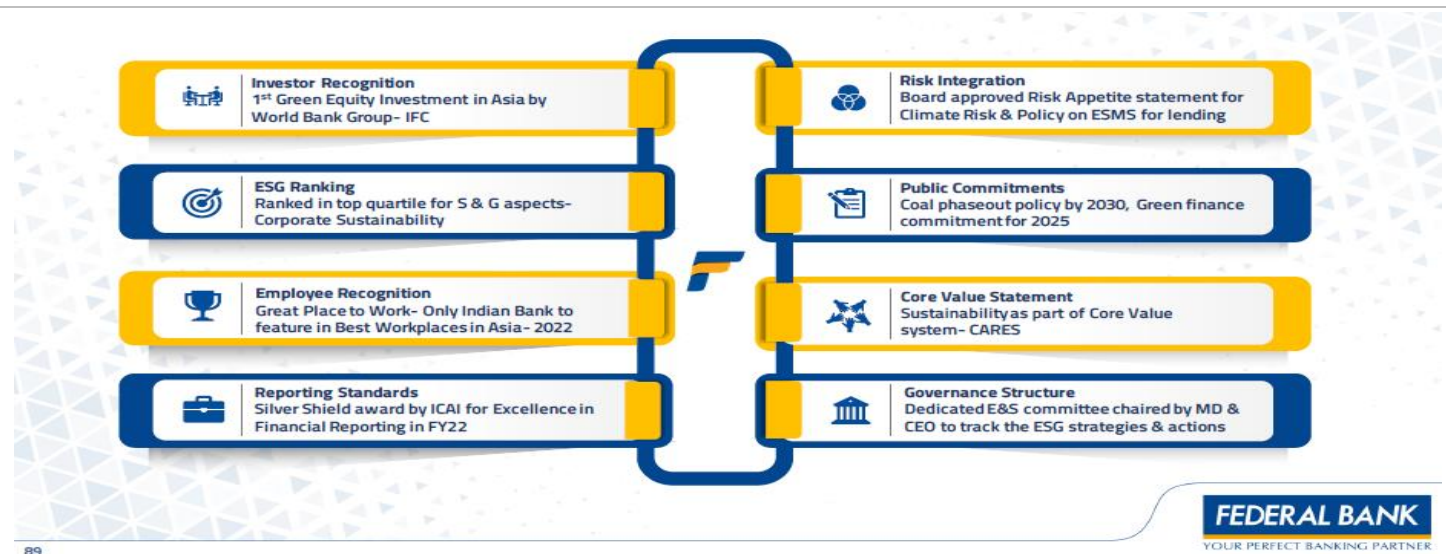 Investor Recognition
1st Green Equity Investment in Asia by
World Bank Group- IFC
ESG Ranking
Ranked in top quartile for S & G aspects-
Corporate Sustainability
Employee Recognition
Great Place to Work- Only Indian Bank to
feature in Best Workplaces in Asia- 2022
Reporting Standards
Silver Shield award by ICAI for Excellence in
Financial Reporting in FY22
Risk Integration
Board approved Risk Appetite statement for
Climate Risk & Policy on ESMS for lending
Public Commitments
Coal phaseout policy by 2030, Green finance
commitment for 2025
Core Value Statement
Sustainability as part of Core Value
system- CARES
Governance Structure
Dedicated E&S committee chaired by MD &
CEO to track the ESG strategies & actions
FEDERAL BANK
YOUR PERFECT BANKING PARTNER
89